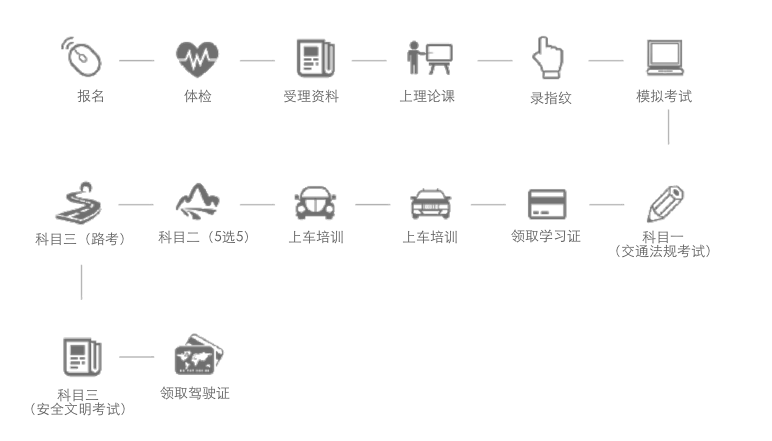 报名
体检
受理资料
上理论课
录指纹
模拟考试
科目三（路考）
科目二（5选5）
上车培训
上车培训
领取学习证
科目一
（交通法规考试）
科目三
（安全文明考试）
领取驾驶证